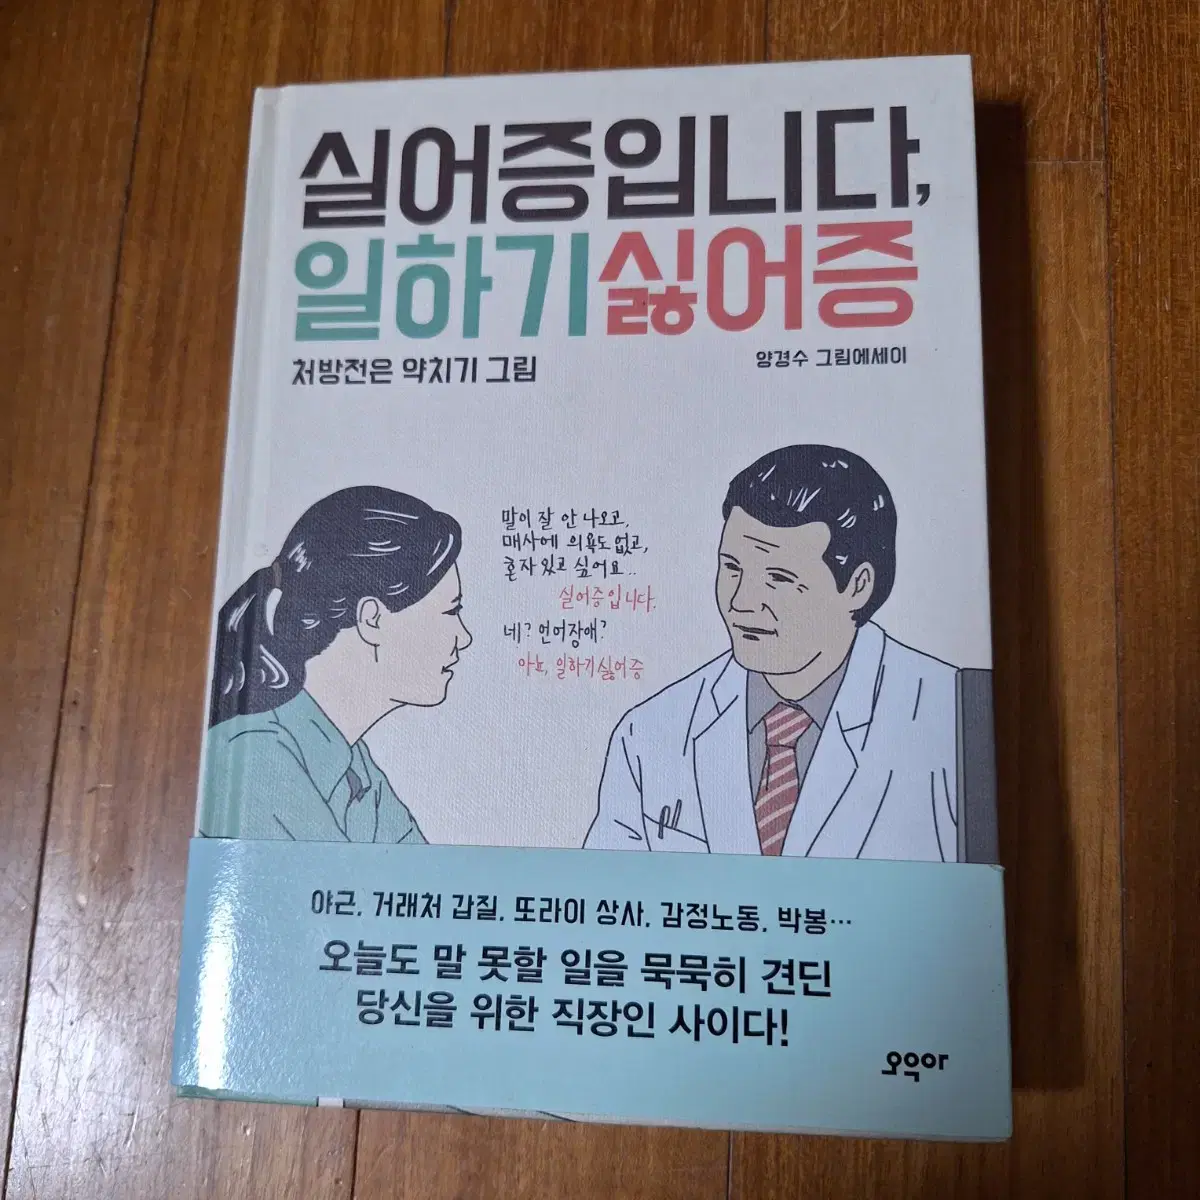 실어증입니다,
일하기싫어증
처방전은 약치기 그림
양경수 그림에세이
말이 잘 안 나오고,
매사에 의욕도 없고,
혼자 있고 싶어요..
실어증입니다.
네? 언어장애?
아뇨, 일하기싫어증
야근, 거래처 갑질, 또라이 상사, 감정노동, 박봉…
오늘도 말 못할 일을 묵묵히 견딘
당신을 위한 직장인 사이다!
오우아